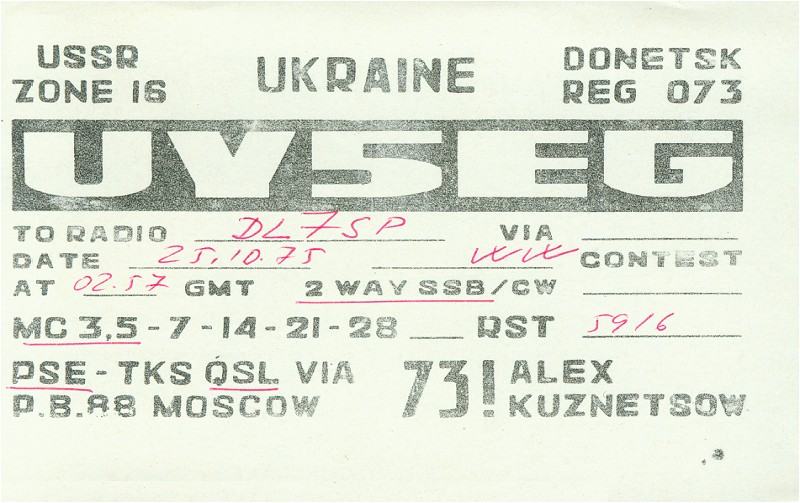 USSR UKRAINE DONETSK
ZONE 16 REG 073
UY5EG
TO RADIO DL7SP VIA
DATE 25.10.75 WW CONTEST
AT 02.57 GMT 2 WAY SSB/CW
MC 3,5-7-14-21-28 RST 59/6
PSE-TKS QSL VIA 73! ALEX
P.B.88 MOSCOW KUZNETSOW